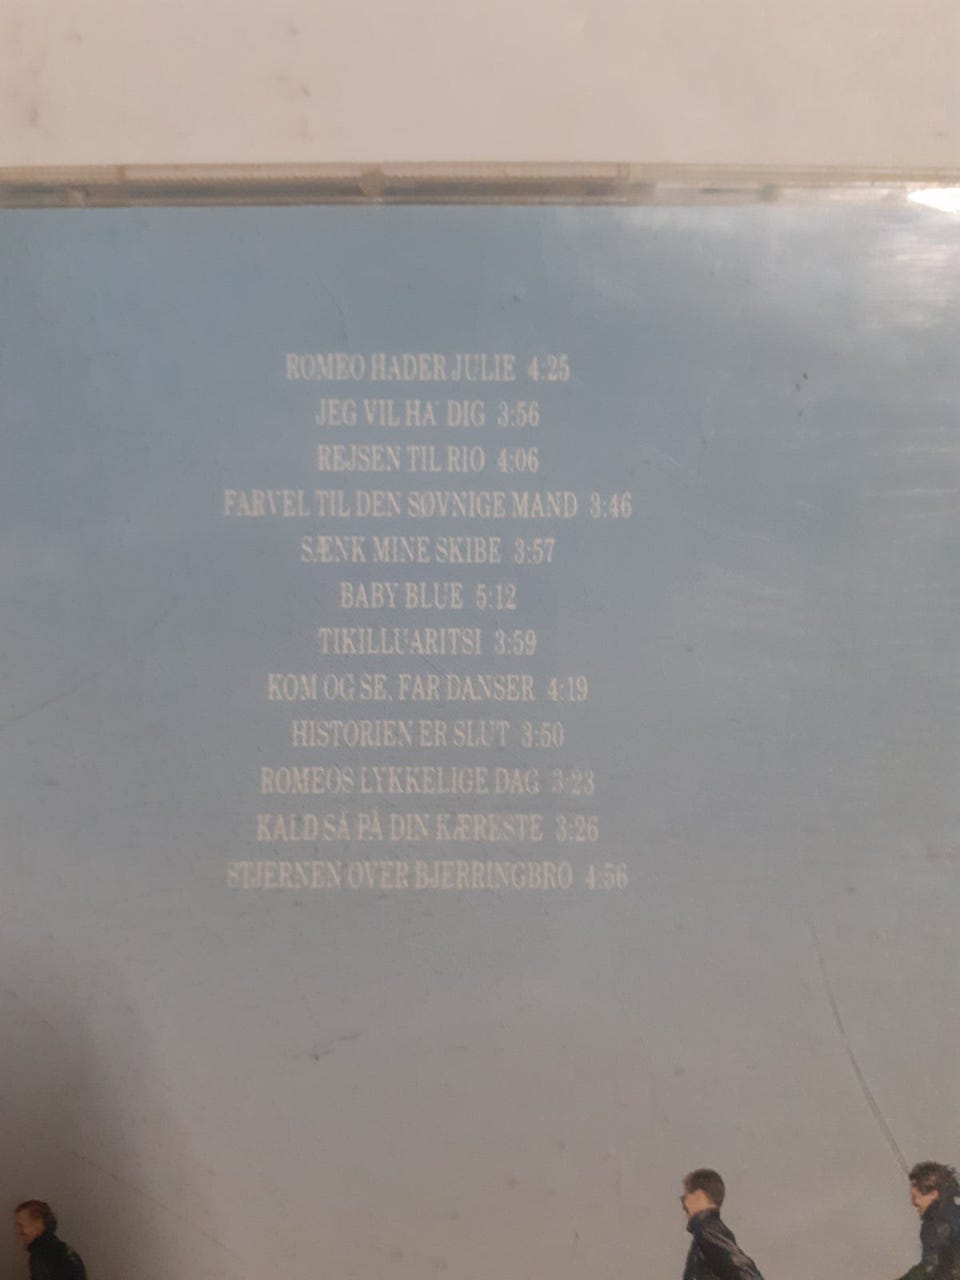 ROMEO HADER JULIE 4:25
JEG VIL HA' DIG 3:56
REJSEN TIL RIO 4:06
FARVEL TIL DEN SØVNIGE MAND 3:46
SÆNK MINE SKIBE 3:57
BABY BLUE 5:12
TIKILLUARITSI 3:59
KOM OG SE, FAR DANSER 4:19
HISTORIEN ER SLUT 3:50
ROMEOS LYKKELIGE DAG 3:23
KALD SÅ PÅ DIN KÆRESTE 3:26
STJERNEN OVER BJERRINGBRO 4:56